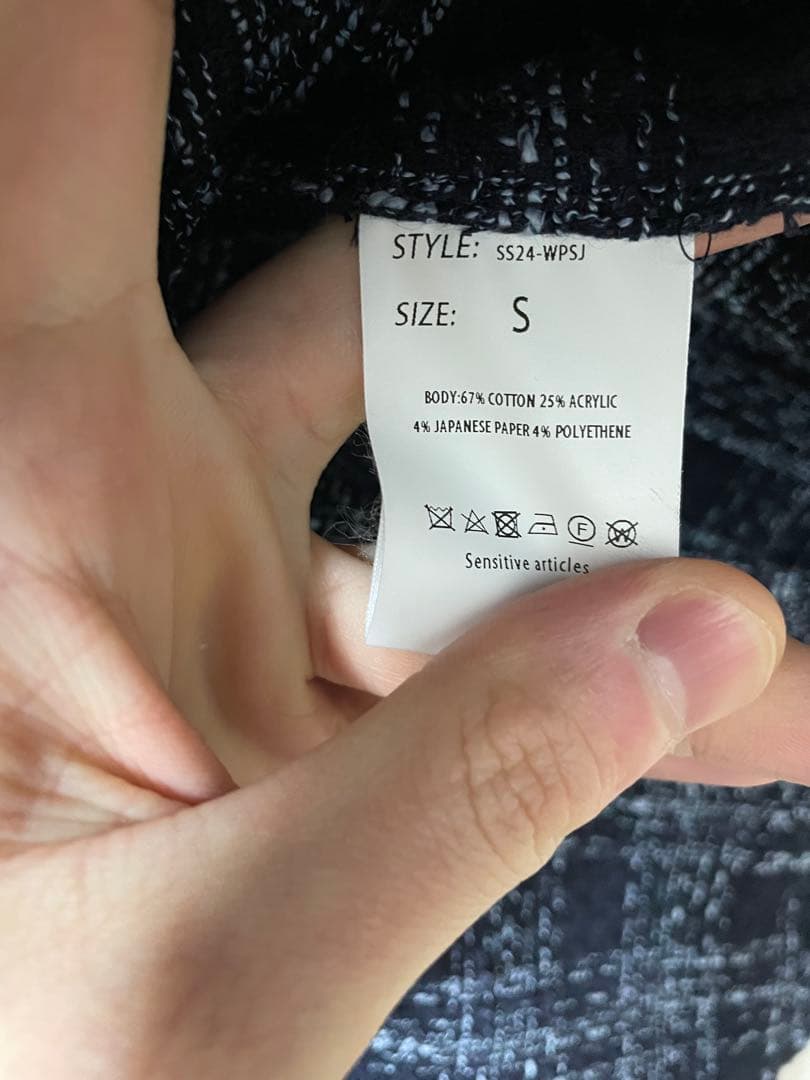 STYLE: SS24-WPSJ
SIZE: S
BODY:67% COTTON 25% ACRYLIC
4% JAPANESE PAPER 4% POLYETHENE
F W
Sensitive articles